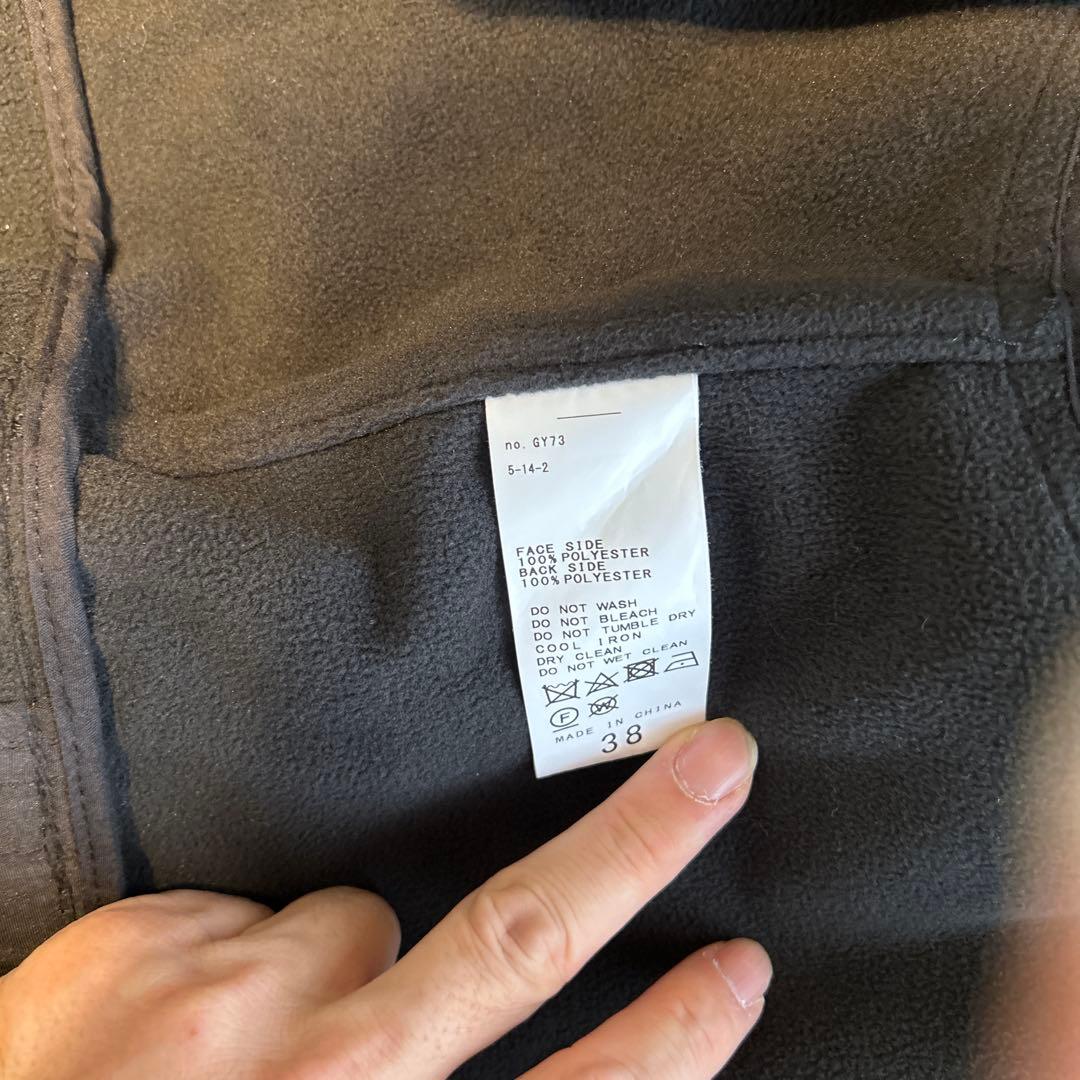 no. GY73
5-14-2
FACE SIDE
100% POLYESTER
BACK SIDE
100% POLYESTER
DO NOT WASH
DO NOT BLEACH
DO NOT TUMBLE DRY
COOL IRON
DRY CLEAN
DO NOT WET CLEAN
F W
MADE IN CHINA
38